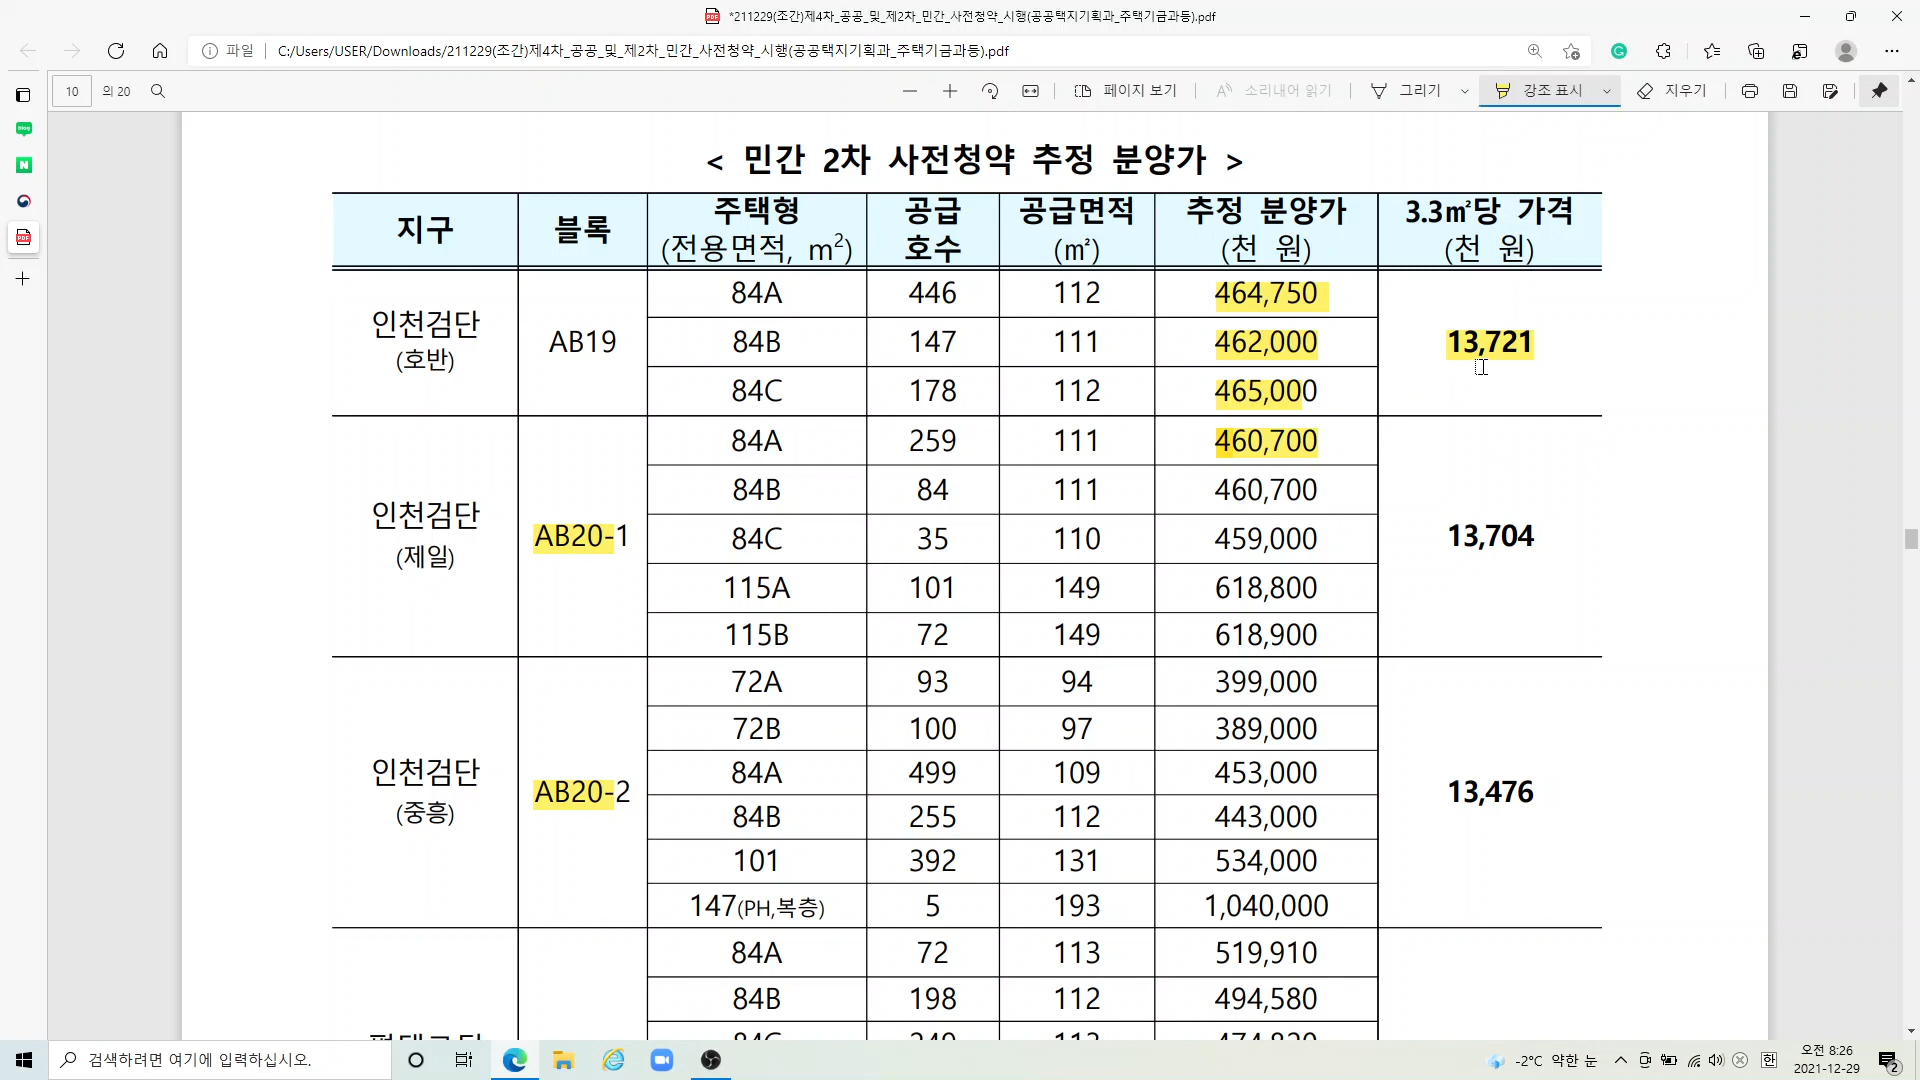 *211229(조간)제4차_공공_및_제2차_민간_사전청약_시행(공공택지기획과_주택기금과등).pdf
파일 C:/Users/USER/Downloads/211229(조간)제4차_공공_및_제2차_민간_사전청약_시행(공공택지기획과_주택기금과등).pdf
10 의 20 페이지 보기 소리내어 읽기 그리기 강조 표시 지우기
< 민간 2차 사전청약 추정 분양가 >
지구 블록 주택형 (전용면적, m²) 공급 호수 공급면적 (㎡) 추정 분양가 (천 원) 3.3㎡당 가격 (천 원)
인천검단 (호반) AB19 84A 446 112 464,750 13,721
84B 147 111 462,000
84C 178 112 465,000
인천검단 (제일) AB20-1 84A 259 111 460,700 13,704
84B 84 111 460,700
84C 35 110 459,000
115A 101 149 618,800
115B 72 149 618,900
인천검단 (중흥) AB20-2 72A 93 94 399,000 13,476
72B 100 97 389,000
84A 499 109 453,000
84B 255 112 443,000
101 392 131 534,000
147(PH,복층) 5 193 1,040,000
84A 72 113 519,910
84B 198 112 494,580
검색하려면 여기에 입력하십시오.
-2°C 약한 눈
한
오전 8:26
2021-12-29
2